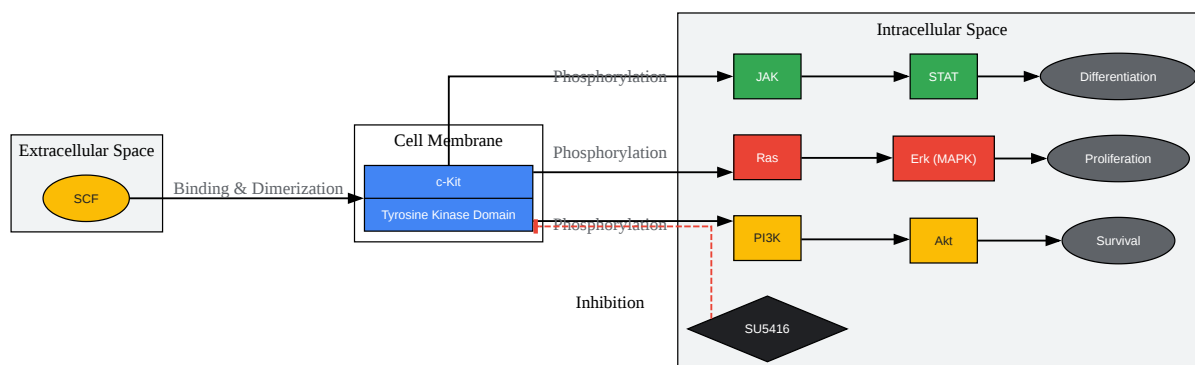 Intracellular Space
Phosphorylation
JAK
STAT
Differentiation
Cell Membrane
Extracellular Space
Phosphorylation
Ras
Erk (MAPK)
Proliferation
c-Kit
Binding & Dimerization
SCF
Tyrosine Kinase Domain
Phosphorylation
PI3K
Akt
Survival
Inhibition
SU5416